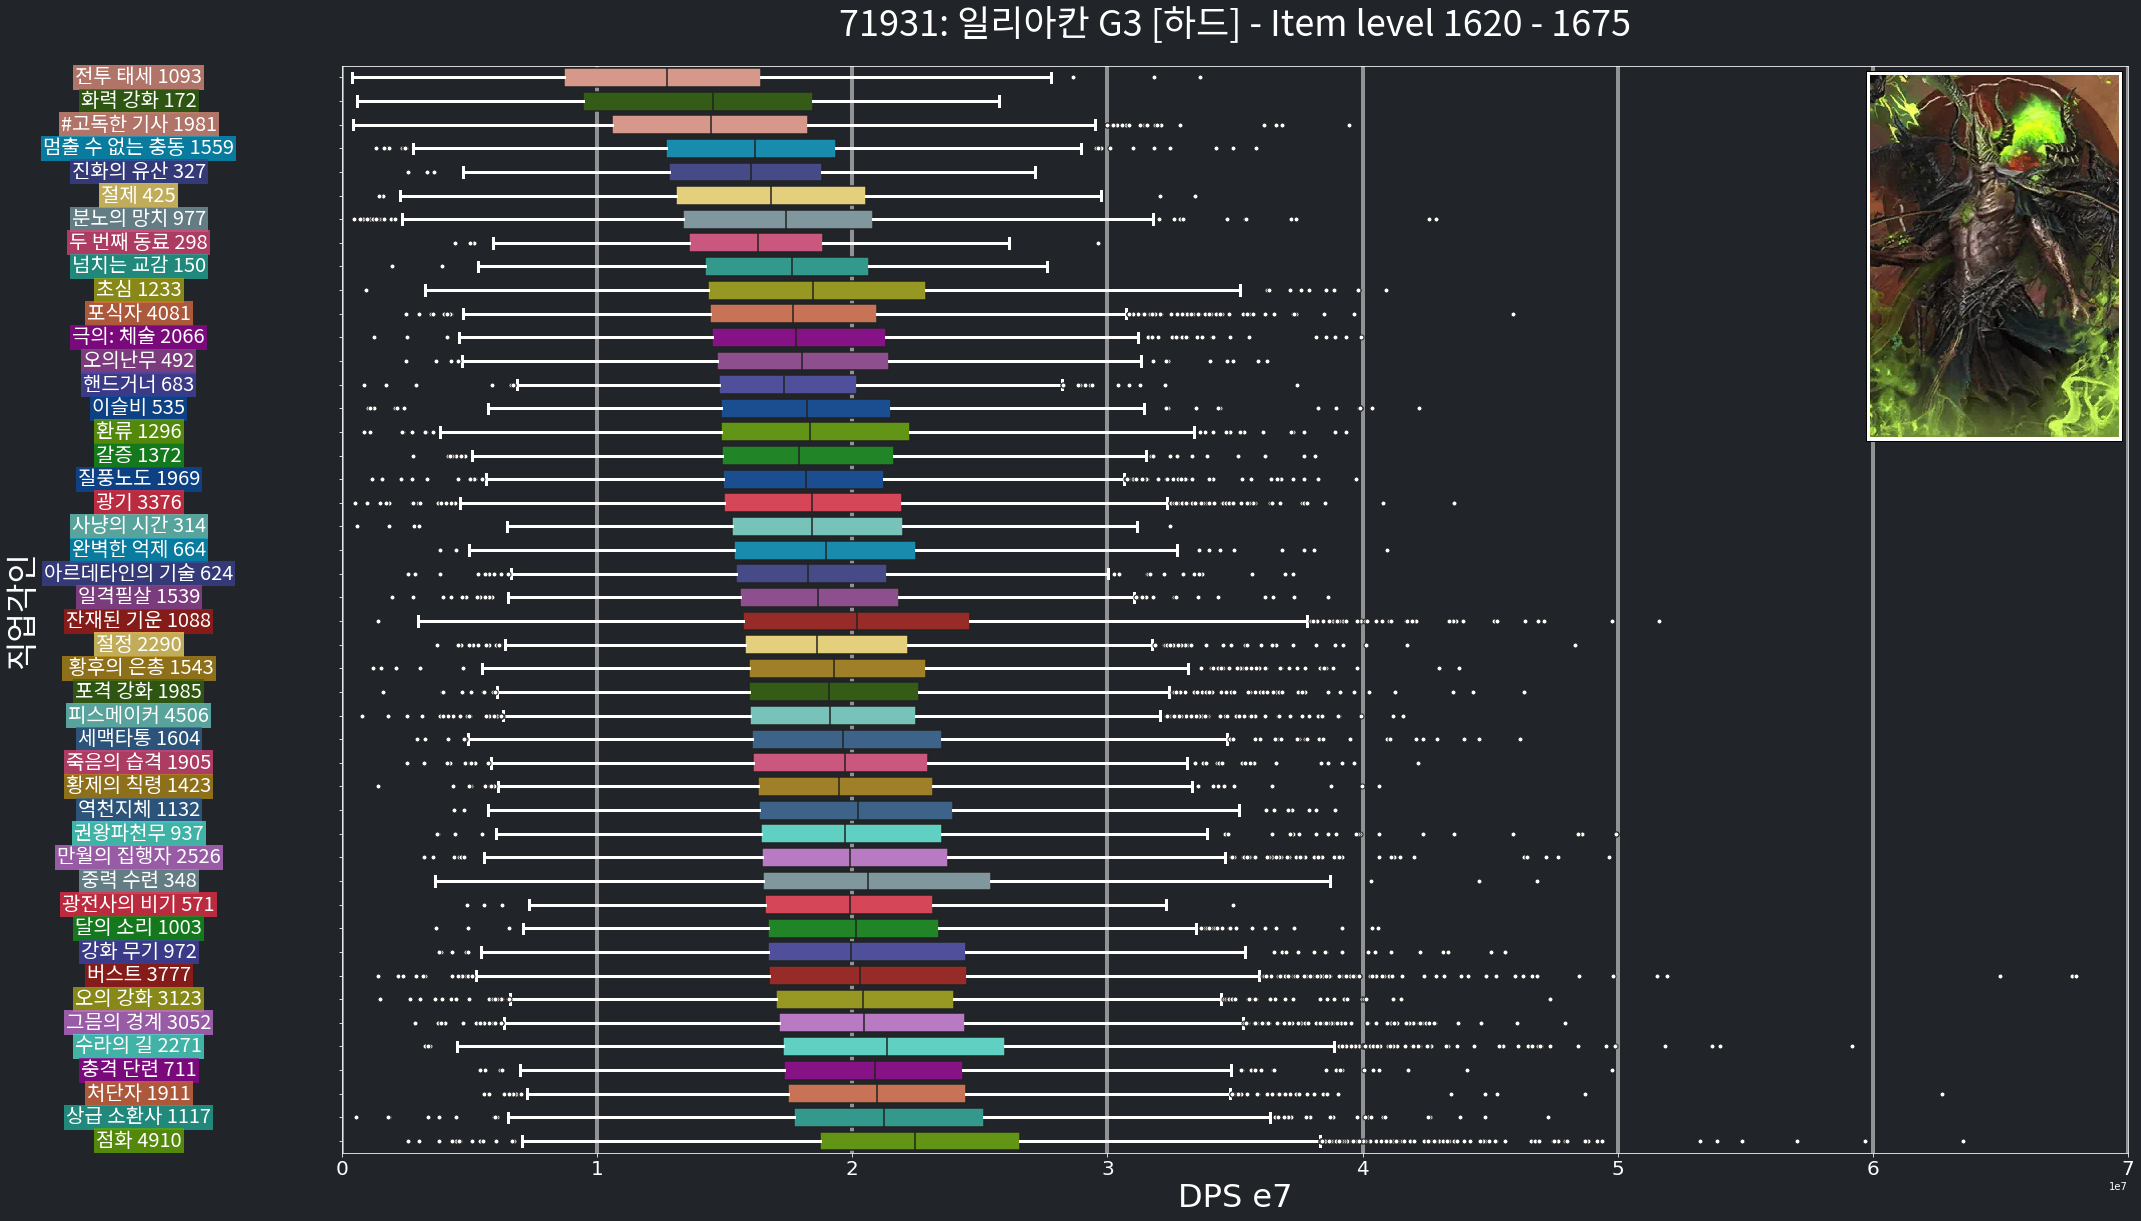 71931: 일리아칸 G3 [하드] - Item level 1620 - 1675
직업각인
전투 태세 1093
화력 강화 172
#고독한 기사 1981
멈출 수 없는 충동 1559
진화의 유산 327
절제 425
분노의 망치 977
두 번째 동료 298
넘치는 교감 150
초심 1233
포식자 4081
극의: 체술 2066
오의난무 492
핸드거너 683
이슬비 535
환류 1296
갈증 1372
질풍노도 1969
광기 3376
사냥의 시간 314
완벽한 억제 664
아르데타인의 기술 624
일격필살 1539
잔재된 기운 1088
절정 2290
황후의 은총 1543
포격 강화 1985
피스메이커 4506
세맥타통 1604
죽음의 습격 1905
황제의 칙령 1423
역천지체 1132
권왕파천무 937
만월의 집행자 2526
중력 수련 348
광전사의 비기 571
달의 소리 1003
강화 무기 972
버스트 3777
오의 강화 3123
그믐의 경계 3052
수라의 길 2271
충격 단련 711
처단자 1911
상급 소환사 1117
점화 4910
0 1 2 3 4 5 6 7
DPS e7
1e7